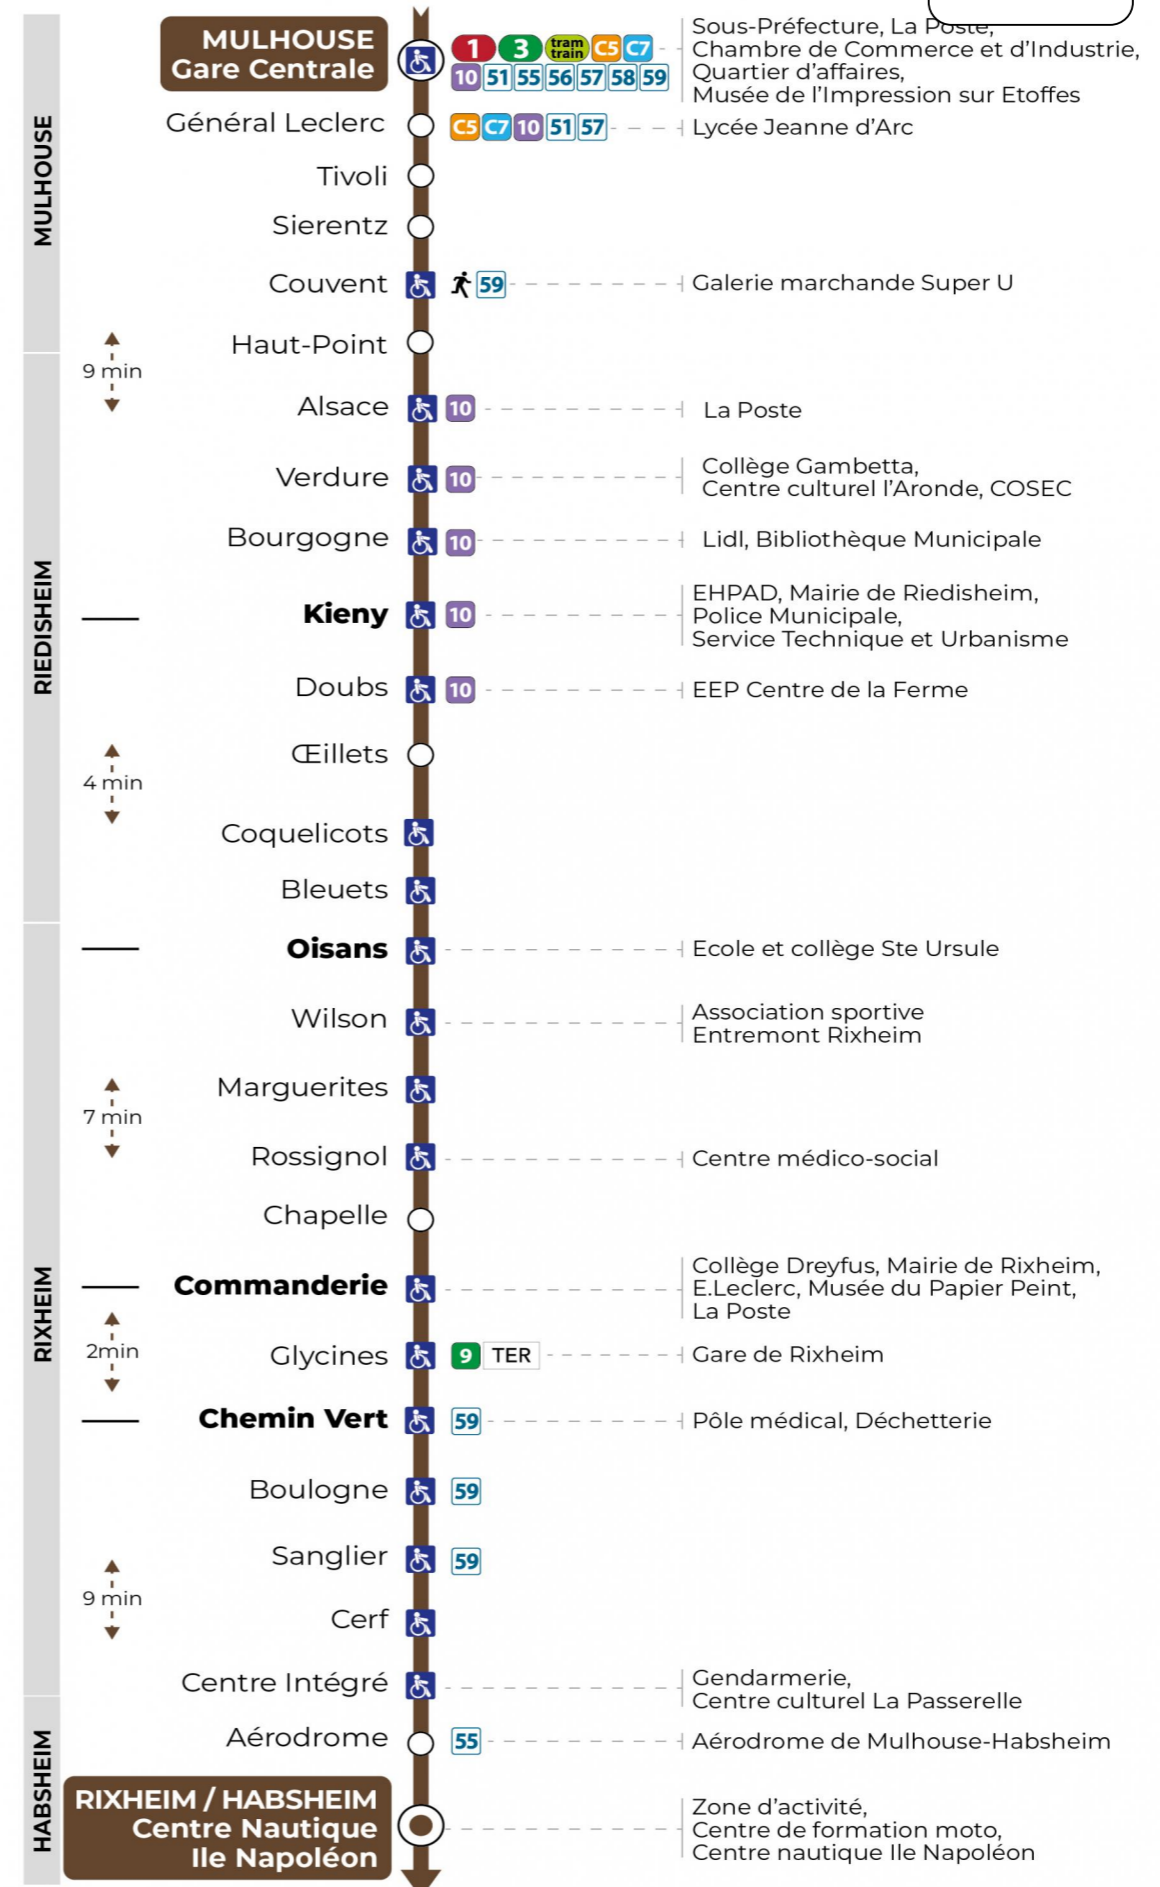 MULHOUSE
Gare Centrale
1 3 tram train C5 C7
10 51 55 56 57 58 59
Sous-Préfecture, La Poste,
Chambre de Commerce et d'Industrie,
Quartier d'affaires,
Musée de l'Impression sur Etoffes
Général Leclerc
C5 C7 10 51 57
Lycée Jeanne d'Arc
MULHOUSE
Tivoli
Sierentz
Couvent
59
Galerie marchande Super U
Haut-Point
9 min
Alsace
10
La Poste
Verdure
10
Collège Gambetta,
Centre culturel l'Aronde, COSEC
Bourgogne
10
Lidl, Bibliothèque Municipale
RIEDISHEIM
Kieny
10
EHPAD, Mairie de Riedisheim,
Police Municipale,
Service Technique et Urbanisme
Doubs
10
EEP Centre de la Ferme
Œillets
4 min
Coquelicots
Bleuets
Oisans
Ecole et collège Ste Ursule
Wilson
Association sportive
Entremont Rixheim
Marguerites
7 min
Rossignol
Centre médico-social
Chapelle
RIXHEIM
Commanderie
Collège Dreyfus, Mairie de Rixheim,
E.Leclerc, Musée du Papier Peint,
La Poste
2min
Glycines
9 TER
Gare de Rixheim
Chemin Vert
59
Pôle médical, Déchetterie
Boulogne
59
Sanglier
59
9 min
Cerf
Centre Intégré
Gendarmerie,
Centre culturel La Passerelle
HABSHEIM
Aérodrome
55
Aérodrome de Mulhouse-Habsheim
RIXHEIM / HABSHEIM
Centre Nautique
Ile Napoléon
Zone d'activité,
Centre de formation moto,
Centre nautique Ile Napoléon